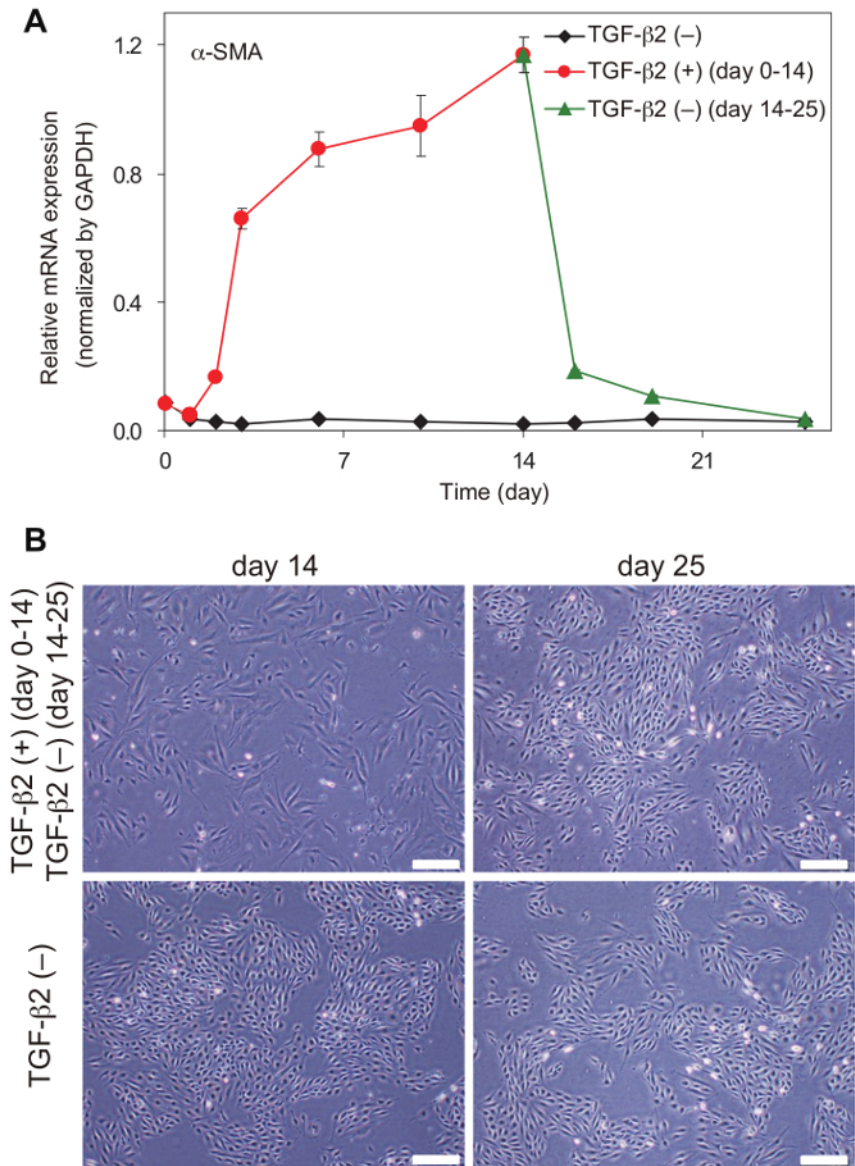 A
α-SMA
TGF-β2 (–)
TGF-β2 (+) (day 0-14)
TGF-β2 (–) (day 14-25)
Relative mRNA expression
(normalized by GAPDH)
1.2
0.8
0.4
0.0
0
7
14
21
Time (day)
B
day 14
day 25
TGF-β2 (+) (day 0-14)
TGF-β2 (–) (day 14-25)
TGF-β2 (–)